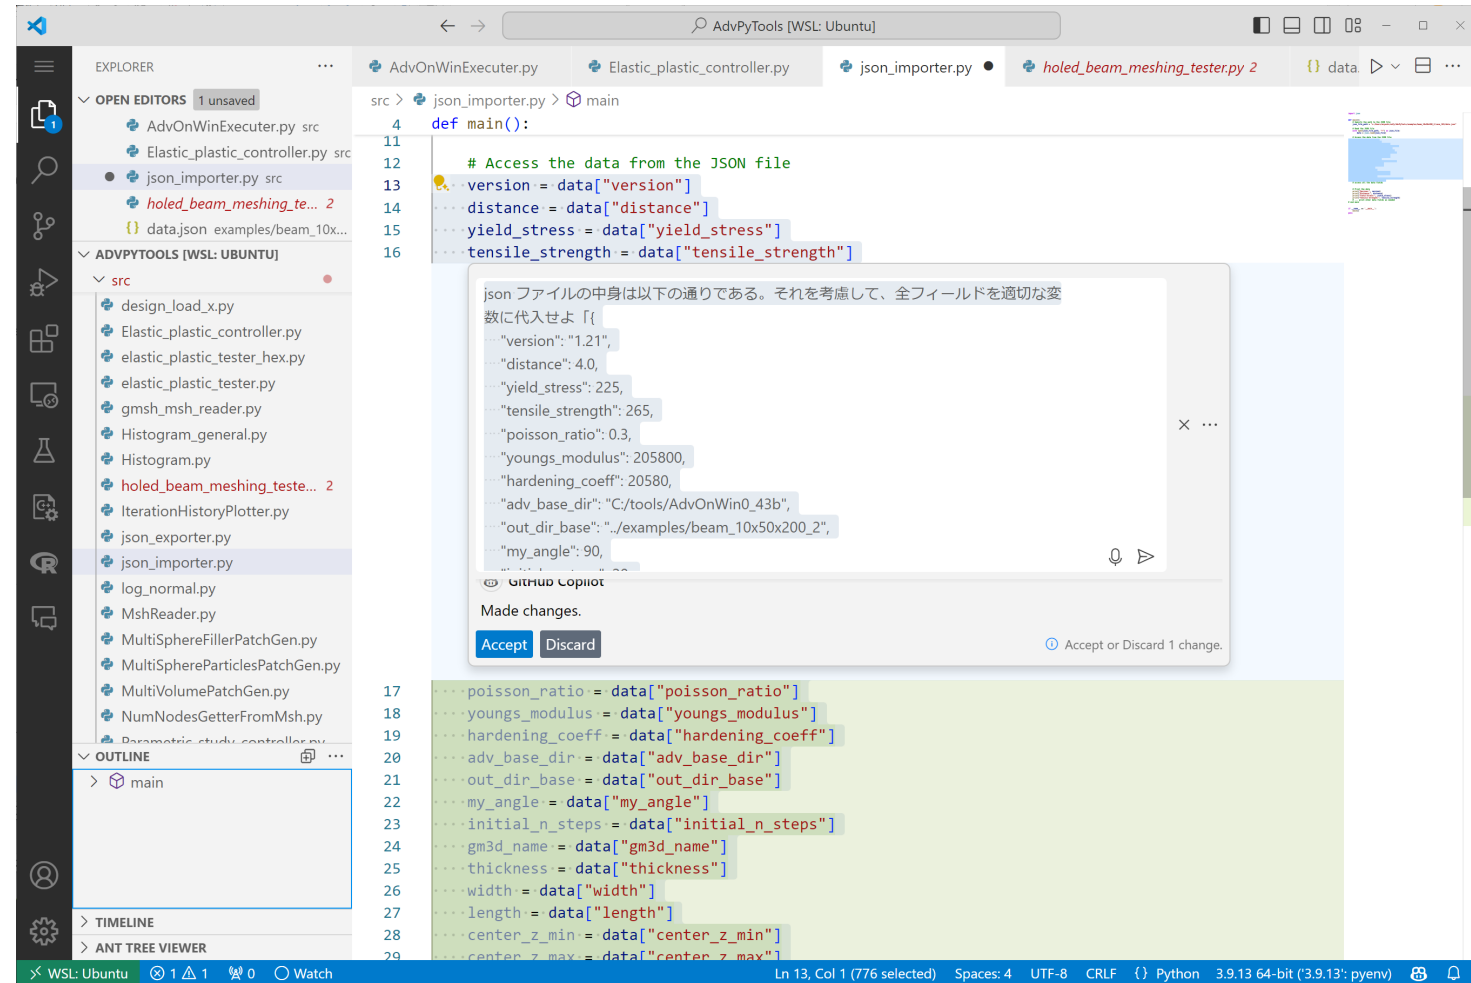 AdvPyTools [WSL: Ubuntu]
EXPLORER
AdvOnWinExecuter.py
Elastic_plastic_controller.py
json_importer.py
holed_beam_meshing_tester.py 2
{} data.
OPEN EDITORS 1 unsaved
AdvOnWinExecuter.py src
Elastic_plastic_controller.py src
json_importer.py src
holed_beam_meshing_te... 2
{} data.json examples/beam_10x...
ADVPYTOOLS [WSL: UBUNTU]
src
design_load_x.py
Elastic_plastic_controller.py
elastic_plastic_tester_hex.py
elastic_plastic_tester.py
gmsh_msh_reader.py
Histogram_general.py
Histogram.py
holed_beam_meshing_teste... 2
IterationHistoryPlotter.py
json_exporter.py
json_importer.py
log_normal.py
MshReader.py
MultiSphereFillerPatchGen.py
MultiSphereParticlesPatchGen.py
MultiVolumePatchGen.py
NumNodesGetterFromMsh.py
Parametric_study_controller.py
OUTLINE
main
TIMELINE
ANT TREE VIEWER
src > json_importer.py > main
4 def main():
11
12 # Access the data from the JSON file
13 version = data["version"]
14 distance = data["distance"]
15 yield_stress = data["yield_stress"]
16 tensile_strength = data["tensile_strength"]
json ファイルの中身は以下の通りである。それを考慮して、全フィールドを適切な変
数に代入せよ「{
"version": "1.21",
"distance": 4.0,
"yield_stress": 225,
"tensile_strength": 265,
"poisson_ratio": 0.3,
"youngs_modulus": 205800,
"hardening_coeff": 20580,
"adv_base_dir": "C:/tools/AdvOnWin0_43b",
"out_dir_base": "../examples/beam_10x50x200_2",
"my_angle": 90,
GitHub Copilot
Made changes.
Accept Discard
Accept or Discard 1 change.
17 poisson_ratio = data["poisson_ratio"]
18 youngs_modulus = data["youngs_modulus"]
19 hardening_coeff = data["hardening_coeff"]
20 adv_base_dir = data["adv_base_dir"]
21 out_dir_base = data["out_dir_base"]
22 my_angle = data["my_angle"]
23 initial_n_steps = data["initial_n_steps"]
24 gm3d_name = data["gm3d_name"]
25 thickness = data["thickness"]
26 width = data["width"]
27 length = data["length"]
28 center_z_min = data["center_z_min"]
29 center_z_max = data["center_z_max"]
WSL: Ubuntu 1 1 0 Watch
Ln 13, Col 1 (776 selected) Spaces: 4 UTF-8 CRLF {} Python 3.9.13 64-bit ('3.9.13': pyenv)